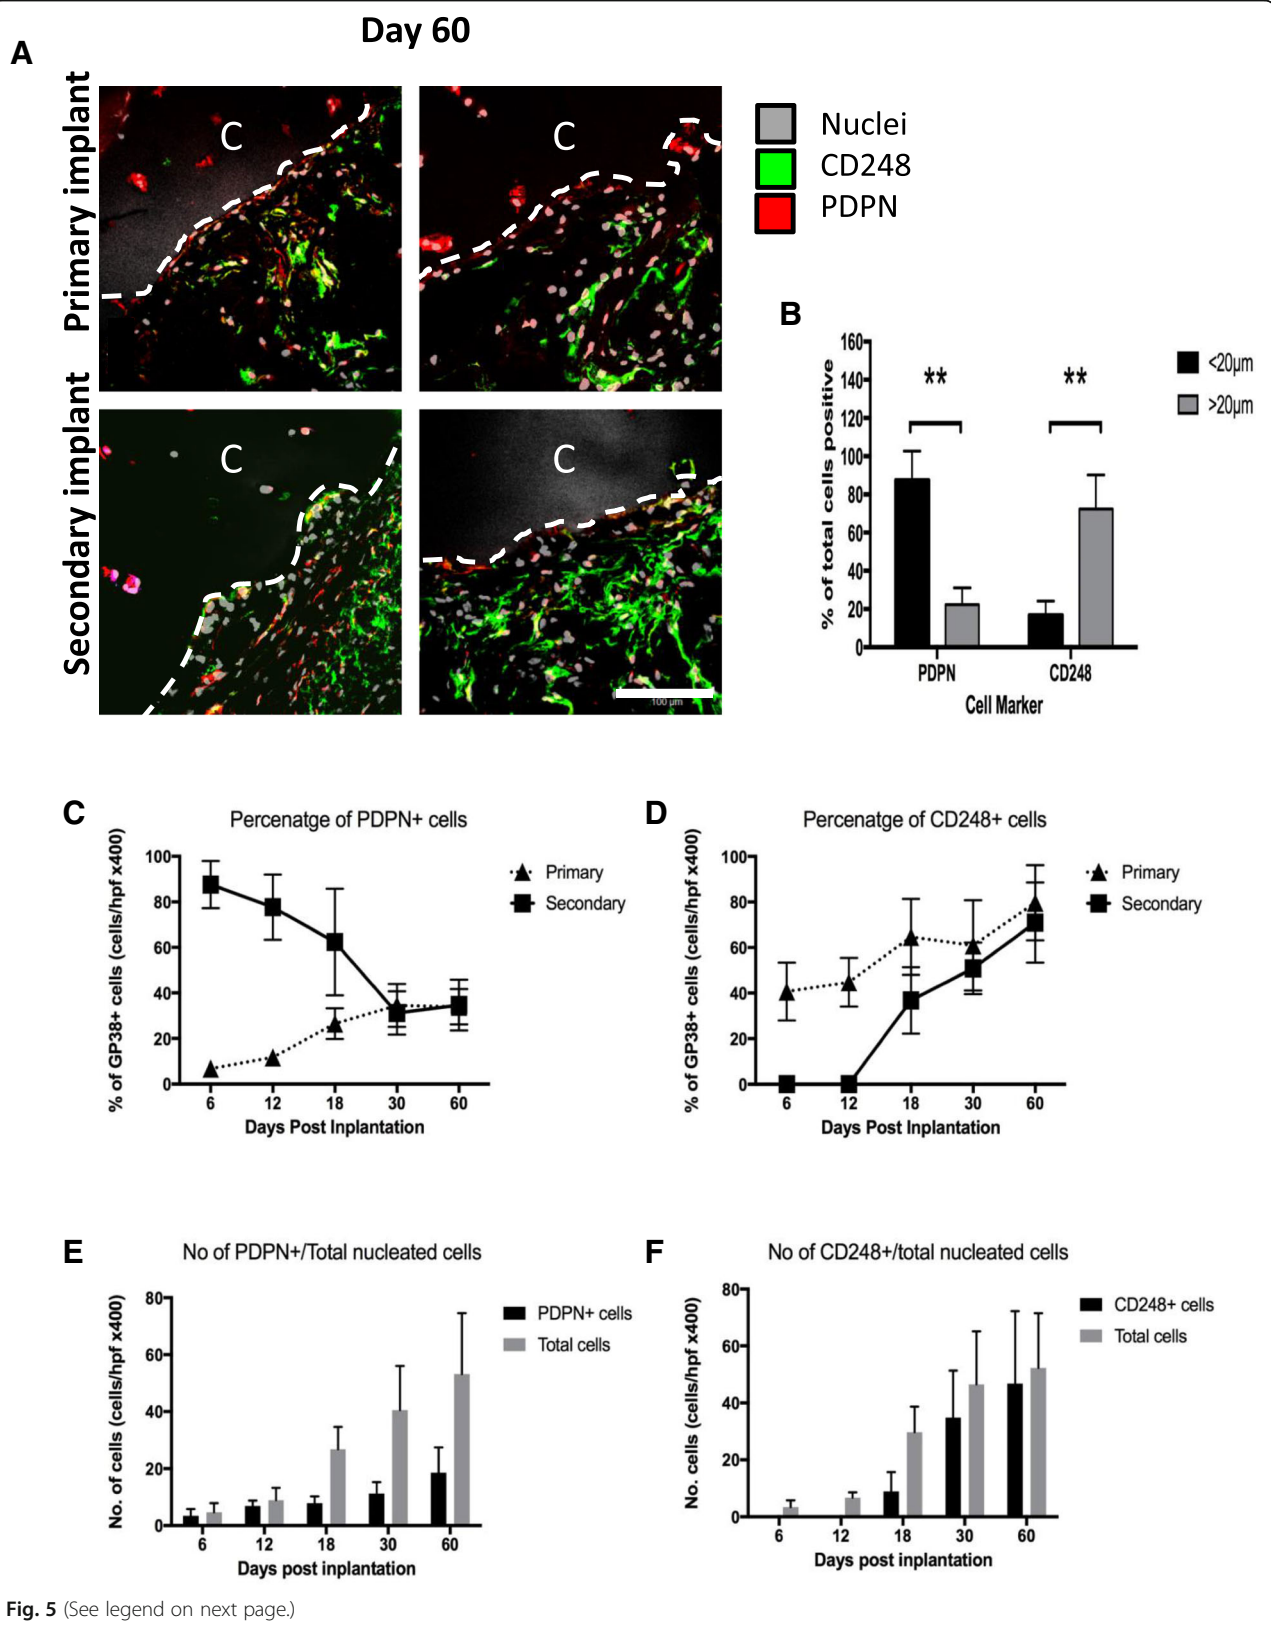 Day 60
A
Primary implant
Secondary implant
C
C
C
C
100 µm
Nuclei
CD248
PDPN
B
% of total cells positive
160
140
120
100
80
60
40
20
0
**
**
<20µm
>20µm
PDPN
CD248
Cell Marker
C
Percenatge of PDPN+ cells
% of GP38+ cells (cells/hpf x400)
100
80
60
40
20
0
6
12
18
30
60
Days Post Inplantation
Primary
Secondary
D
Percenatge of CD248+ cells
% of GP38+ cells (cells/hpf x400)
100
80
60
40
20
0
6
12
18
30
60
Days Post Inplantation
Primary
Secondary
E
No of PDPN+/Total nucleated cells
No. of cells (cells/hpf x400)
80
60
40
20
0
6
12
18
30
60
Days post inplantation
PDPN+ cells
Total cells
F
No of CD248+/total nucleated cells
No. cells (cells/hpf x400)
80
60
40
20
0
6
12
18
30
60
Days post inplantation
CD248+ cells
Total cells
Fig. 5 (See legend on next page.)